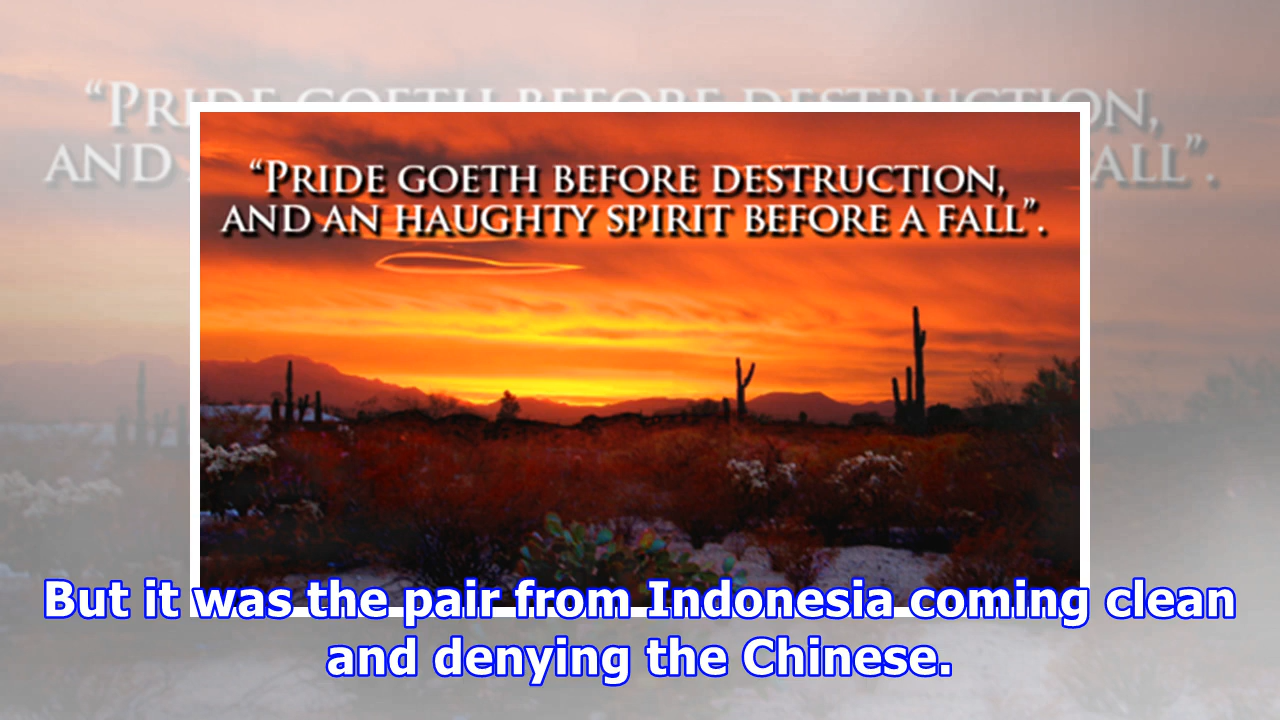 “PRIDE GOETH BEFORE DESTRUCTION,
AND AN HAUGHTY SPIRIT BEFORE A FALL”.
But it was the pair from Indonesia coming clean
and denying the Chinese.